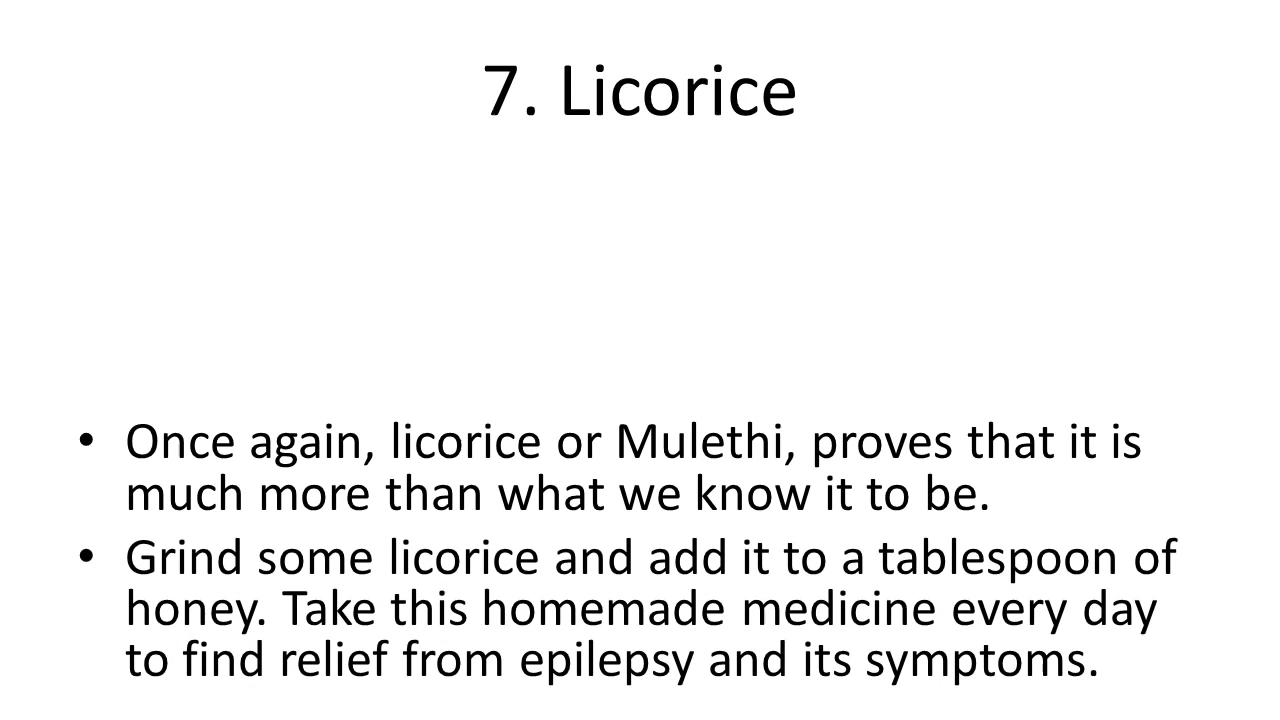 7. Licorice
• Once again, licorice or Mulethi, proves that it is
much more than what we know it to be.
• Grind some licorice and add it to a tablespoon of
honey. Take this homemade medicine every day
to find relief from epilepsy and its symptoms.